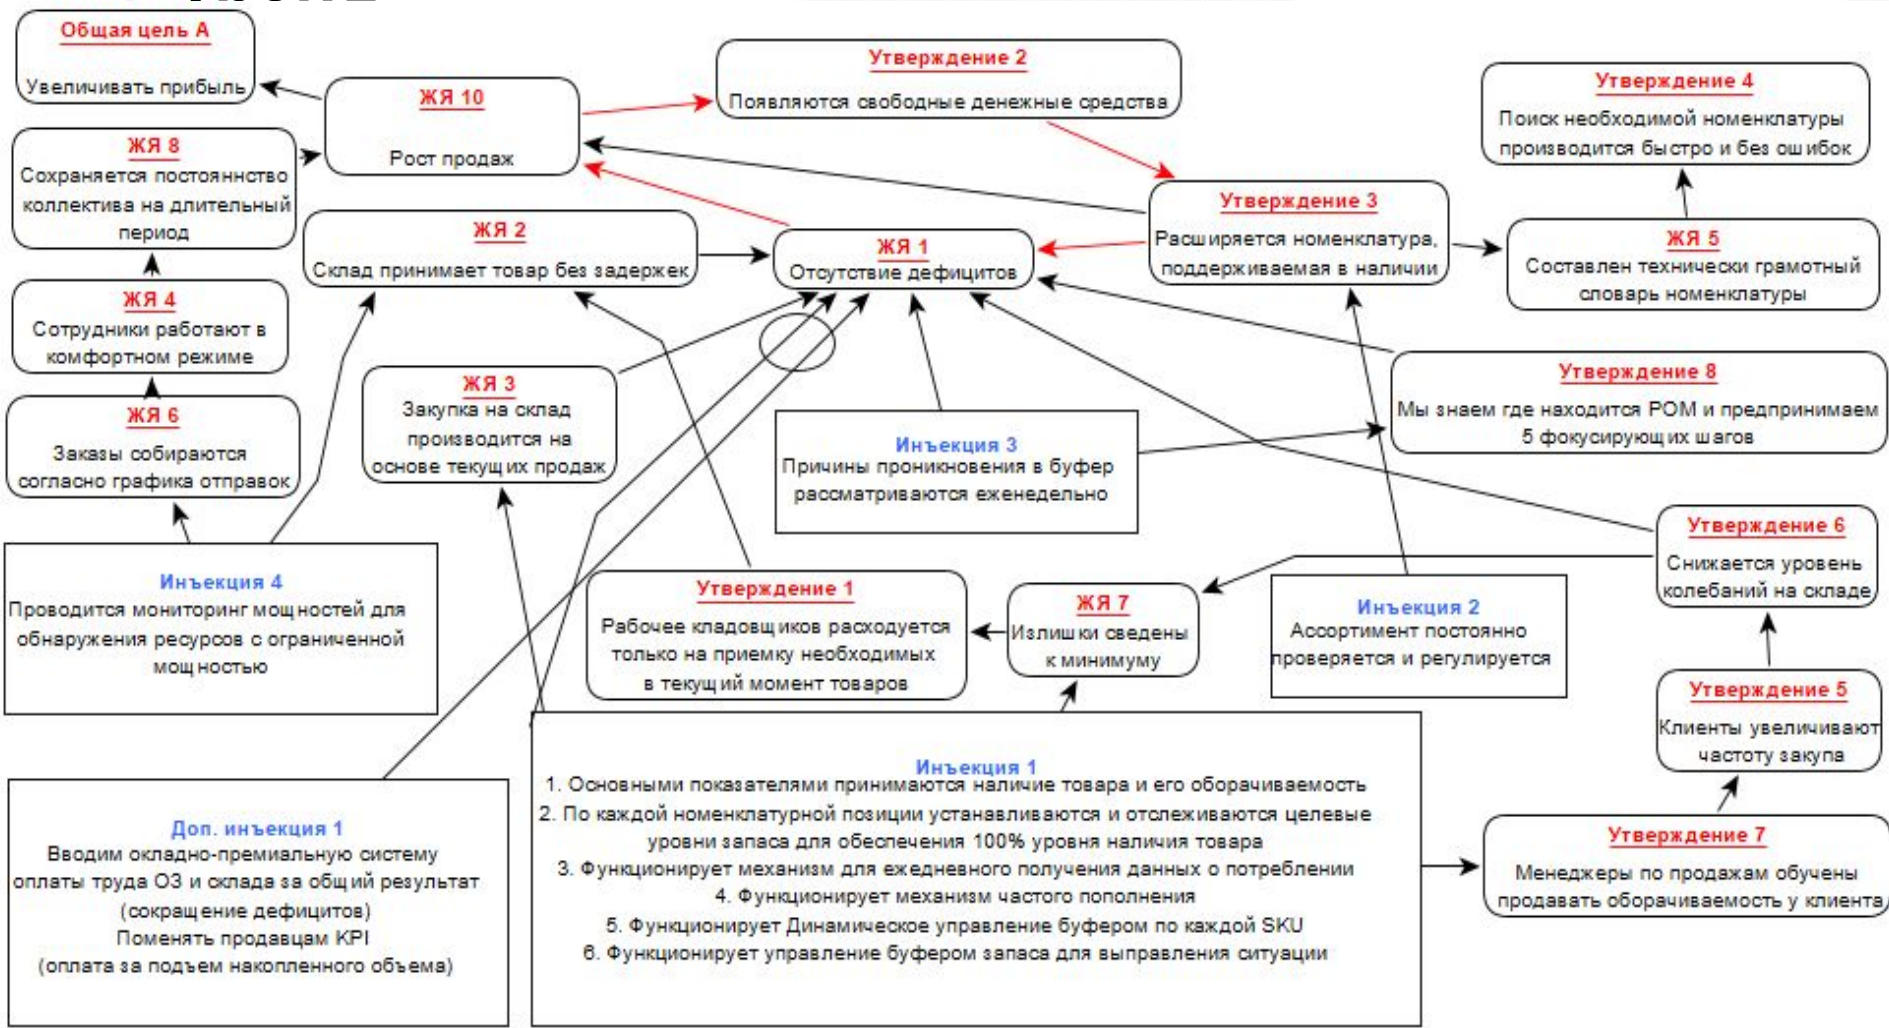 Общая цель А
Увеличивать прибыль
ЖЯ 10
Рост продаж
Утверждение 2
Появляются свободные денежные средства
Утверждение 4
Поиск необходимой номенклатуры
производится быстро и без ошибок
ЖЯ 8
Сохраняется постояннство
коллектива на длительный
период
ЖЯ 2
Склад принимает товар без задержек
ЖЯ 1
Отсутствие дефицитов
Утверждение 3
Расширяется номенклатура,
поддерживаемая в наличии
ЖЯ 5
Составлен технически грамотный
словарь номенклатуры
ЖЯ 4
Сотрудники работают в
комфортном режиме
ЖЯ 3
Закупка на склад
производится на
основе текущих продаж
Утверждение 8
Мы знаем где находится РОМ и предпринимаем
5 фокусирующих шагов
ЖЯ 6
Заказы собираются
согласно графика отправок
Инъекция 3
Причины проникновения в буфер
рассматриваются еженедельно
Утверждение 6
Снижается уровень
колебаний на складе
Инъекция 4
Проводится мониторинг мощностей для
обнаружения ресурсов с ограниченной
мощностью
Утверждение 1
Рабочее кладовщиков расходуется
только на приемку необходимых
в текущий момент товаров
ЖЯ 7
Излишки сведены
к минимуму
Инъекция 2
Ассортимент постоянно
проверяется и регулируется
Утверждение 5
Клиенты увеличивают
частоту закупа
Доп. инъекция 1
Вводим окладно-премиальную систему
оплаты труда ОЗ и склада за общий результат
(сокращение дефицитов)
Поменять продавцам KPI
(оплата за подъем накопленного объема)
Инъекция 1
1. Основными показателями принимаются наличие товара и его оборачиваемость
2. По каждой номенклатурной позиции устанавливаются и отслеживаются целевые
уровни запаса для обеспечения 100% уровня наличия товара
3. Функционирует механизм для ежедневного получения данных о потреблении
4. Функционирует механизм частого пополнения
5. Функционирует Динамическое управление буфером по каждой SKU
6. Функционирует управление буфером запаса для выправления ситуации
Утверждение 7
Менеджеры по продажам обучены
продавать оборачиваемость у клиента